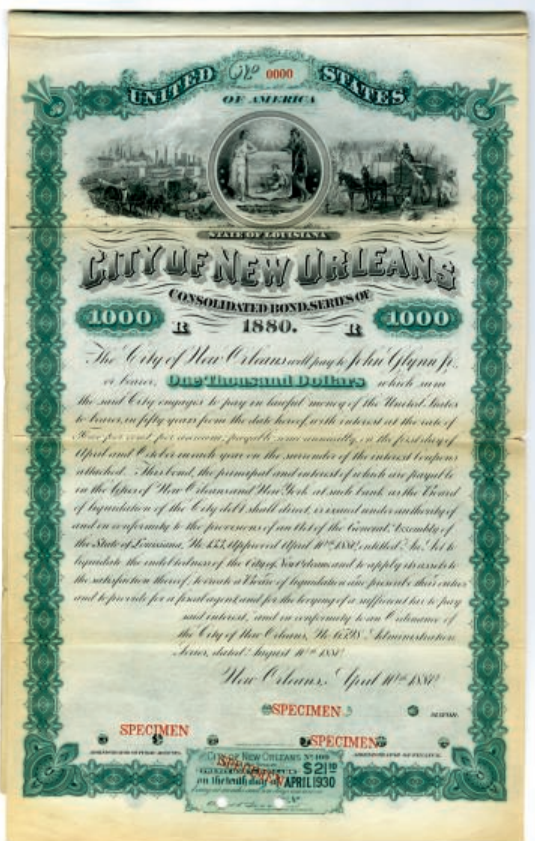 UNITED No 0000 STATES
OF AMERICA
STATE OF LOUISIANA
CITY OF NEW ORLEANS
CONSOLIDATED BOND, SERIES OF
1000 R 1880. R 1000
The City of New Orleans will pay to John Glynn Jr.
or bearer, One Thousand Dollars which sum
the said City engages to pay in lawful money of the United States
to bearer, in fifty years from the date hereof, with interest at the rate of
per cent, per annum, payable semi annually, on the first day of
April and October in each year on the surrender of the interest coupons
attached. This bond, the principal and interest of which are payable
in the Cities of New Orleans and New York at such bank as the Board
of liquidation of the City debt shall direct, is issued under authority of
and in conformity to the provisions of an Act of the General Assembly of
the State of Louisiana, No 133, Approved April 10th 1880, entitled An Act to
liquidate the indebtedness of the City of New Orleans and to apply its assets to
the satisfaction thereof, to create a Board of liquidation and prescribe their duties
and to provide for a fiscal agent and for the levying of a sufficient tax to pay
said interest, and in conformity to an Ordinance of
the City of New Orleans, No 6798 Administration
Series, dated August 10th 1880
New Orleans, April 10th 1880
SPECIMEN MAYOR.
SPECIMEN SPECIMEN
CITY OF NEW ORLEANS No 100
SPECIMEN $21
on the tenth day of APRIL 1930